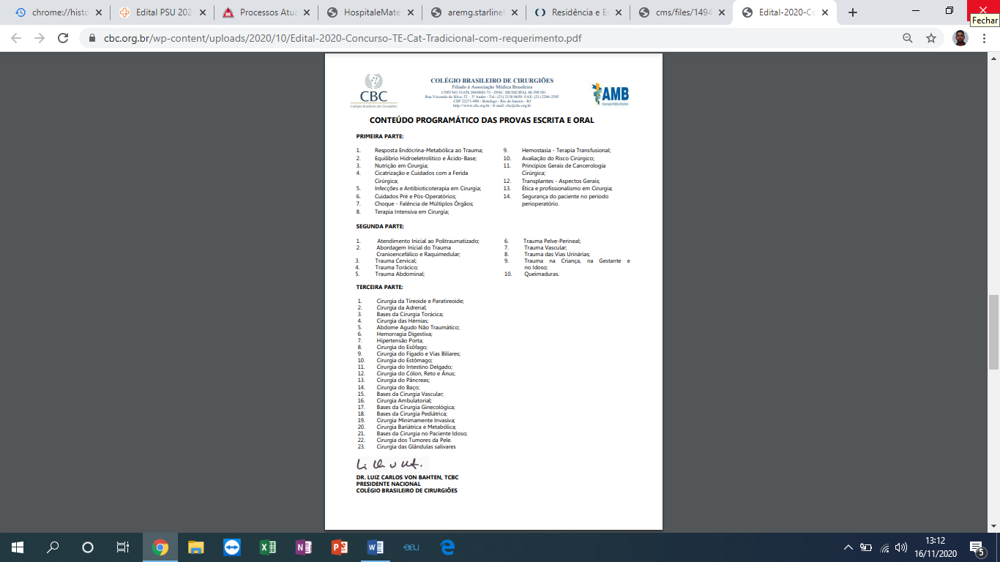 chrome://histo
Edital PSU 202
Processos Atua
HospitaleMate
aremg.starlinet
Residência e Es
cms/files/1494
Edital-2020-Co
Fechar
cbc.org.br/wp-content/uploads/2020/10/Edital-2020-Concurso-TE-Cat-Tradicional-com-requerimento.pdf
CBC
Colégio Brasileiro de Cirurgiões
COLÉGIO BRASILEIRO DE CIRURGIÕES
Filiado à Associação Médica Brasileira
CNPJ NO 33.658.204/0001-73 - INSC. MUNICIPAL 00.599.581
Rua Visconde de Silva, 52 – 3º Andar - Tel.: (21) 2138.0650- FAX: (21) 2286-2595
CEP 22271-090 - Botafogo - Rio de Janeiro - RJ
http://www.cbc.org.br - E-mail: cbc@cbc.org.br
AMB
Associação Médica Brasileira
CONTEÚDO PROGRAMÁTICO DAS PROVAS ESCRITA E ORAL
PRIMEIRA PARTE:
1. Resposta Endócrina-Metabólica ao Trauma;
2. Equilíbrio Hidroeletrolítico e Ácido-Base;
3. Nutrição em Cirurgia;
4. Cicatrização e Cuidados com a Ferida
Cirúrgica;
5. Infecções e Antibioticoterapia em Cirurgia;
6. Cuidados Pré e Pós-Operatórios;
7. Choque - Falência de Múltiplos Órgãos;
8. Terapia Intensiva em Cirurgia;
9. Hemostasia - Terapia Transfusional;
10. Avaliação do Risco Cirúrgico;
11. Princípios Gerais de Cancerologia
Cirúrgica;
12. Transplantes - Aspectos Gerais;
13. Ética e profissionalismo em Cirurgia;
14. Segurança do paciente no período
perioperatório.
SEGUNDA PARTE:
1. Atendimento Inicial ao Politraumatizado;
2. Abordagem Inicial do Trauma
Cranioencefálico e Raquimedular;
3. Trauma Cervical;
4. Trauma Torácico;
5. Trauma Abdominal;
6. Trauma Pelve-Perineal;
7. Trauma Vascular;
8. Trauma das Vias Urinárias;
9. Trauma na Criança, na Gestante e
no Idoso;
10. Queimaduras.
TERCEIRA PARTE:
1. Cirurgia da Tireoide e Paratireoide;
2. Cirurgia da Adrenal;
3. Bases da Cirurgia Torácica;
4. Cirurgia das Hérnias;
5. Abdome Agudo Não Traumático;
6. Hemorragia Digestiva;
7. Hipertensão Porta;
8. Cirurgia do Esôfago;
9. Cirurgia do Fígado e Vias Biliares;
10. Cirurgia do Estômago;
11. Cirurgia do Intestino Delgado;
12. Cirurgia do Cólon, Reto e Ânus;
13. Cirurgia do Pâncreas;
14. Cirurgia do Baço;
15. Bases da Cirurgia Vascular;
16. Cirurgia Ambulatorial;
17. Bases da Cirurgia Ginecológica;
18. Bases da Cirurgia Pediátrica;
19. Cirurgia Minimamente Invasiva;
20. Cirurgia Bariátrica e Metabólica;
21. Bases da Cirurgia no Paciente Idoso;
22. Cirurgia dos Tumores da Pele.
23. Cirurgia das Glândulas salivares
DR. LUIZ CARLOS VON BAHTEN, TCBC
PRESIDENTE NACIONAL
COLÉGIO BRASILEIRO DE CIRURGIÕES
13:12
16/11/2020
5